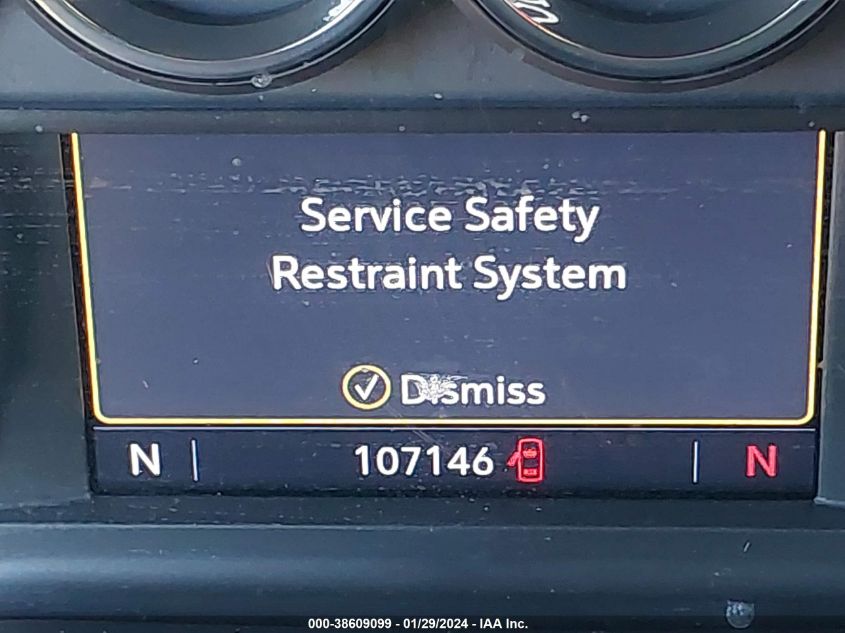 Service Safety
Restraint System
Dismiss
N 107146 N
000-38609099 - 01/29/2024 - IAA Inc.